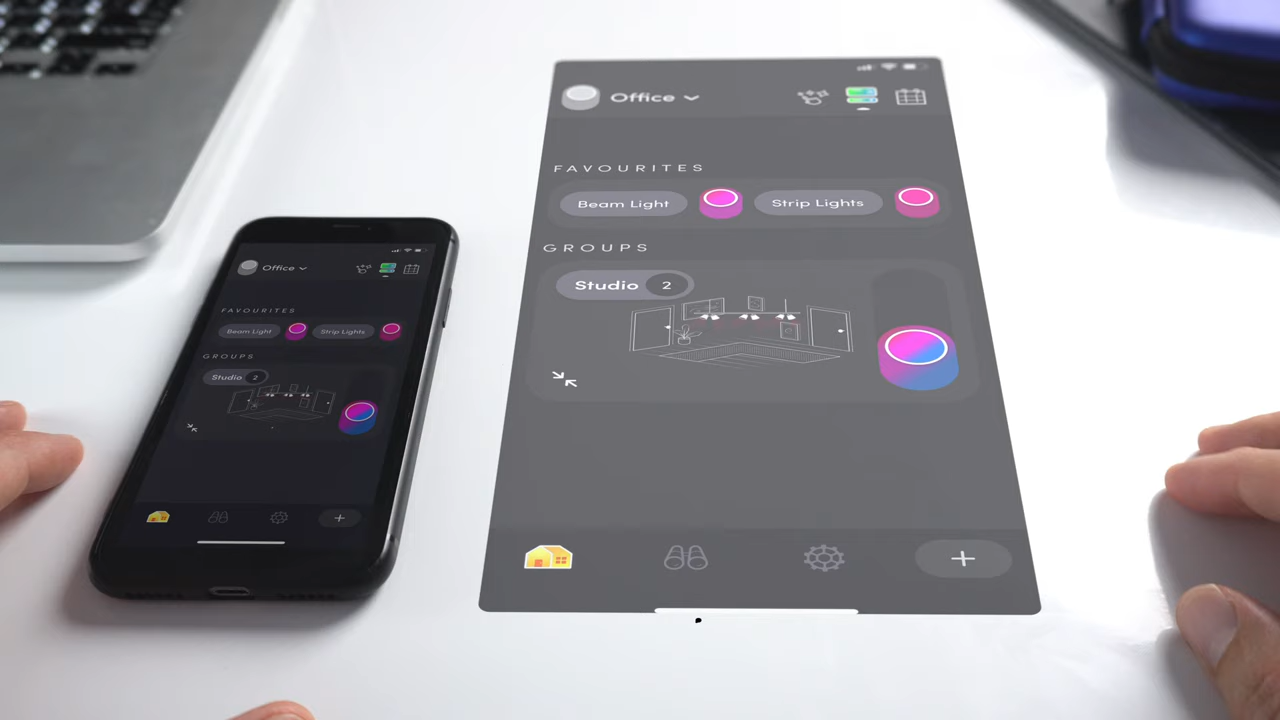 Office
FAVOURITES
Beam Light
Strip Lights
GROUPS
Studio 2
Office
FAVOURITES
Beam Light Strip Lights
GROUPS
Studio 2